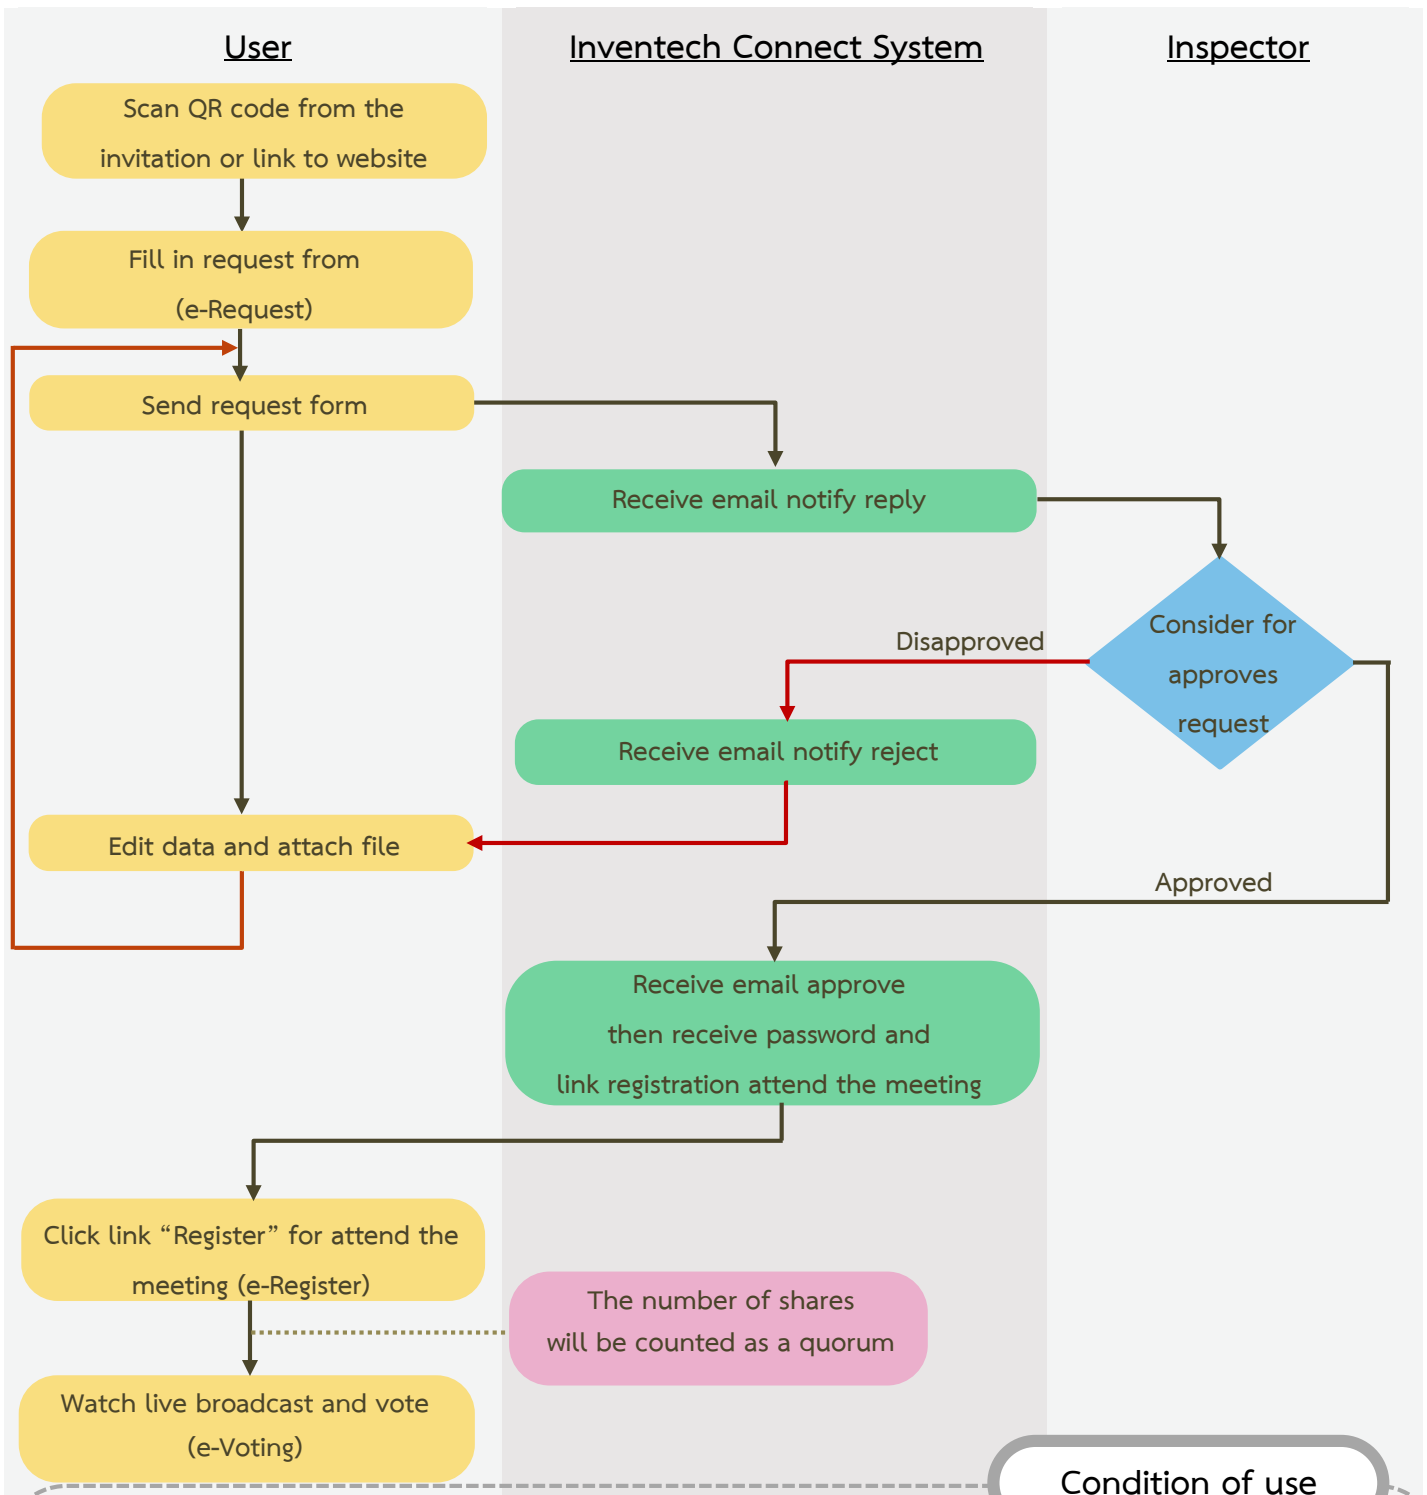 User
Inventech Connect System
Inspector
Scan QR code from the
invitation or link to website
Fill in request from
(e-Request)
Send request form
Receive email notify reply
Consider for
approves
request
Disapproved
Receive email notify reject
Edit data and attach file
Approved
Receive email approve
then receive password and
link registration attend the meeting
Click link “Register” for attend the
meeting (e-Register)
The number of shares
will be counted as a quorum
Watch live broadcast and vote
(e-Voting)
Condition of use